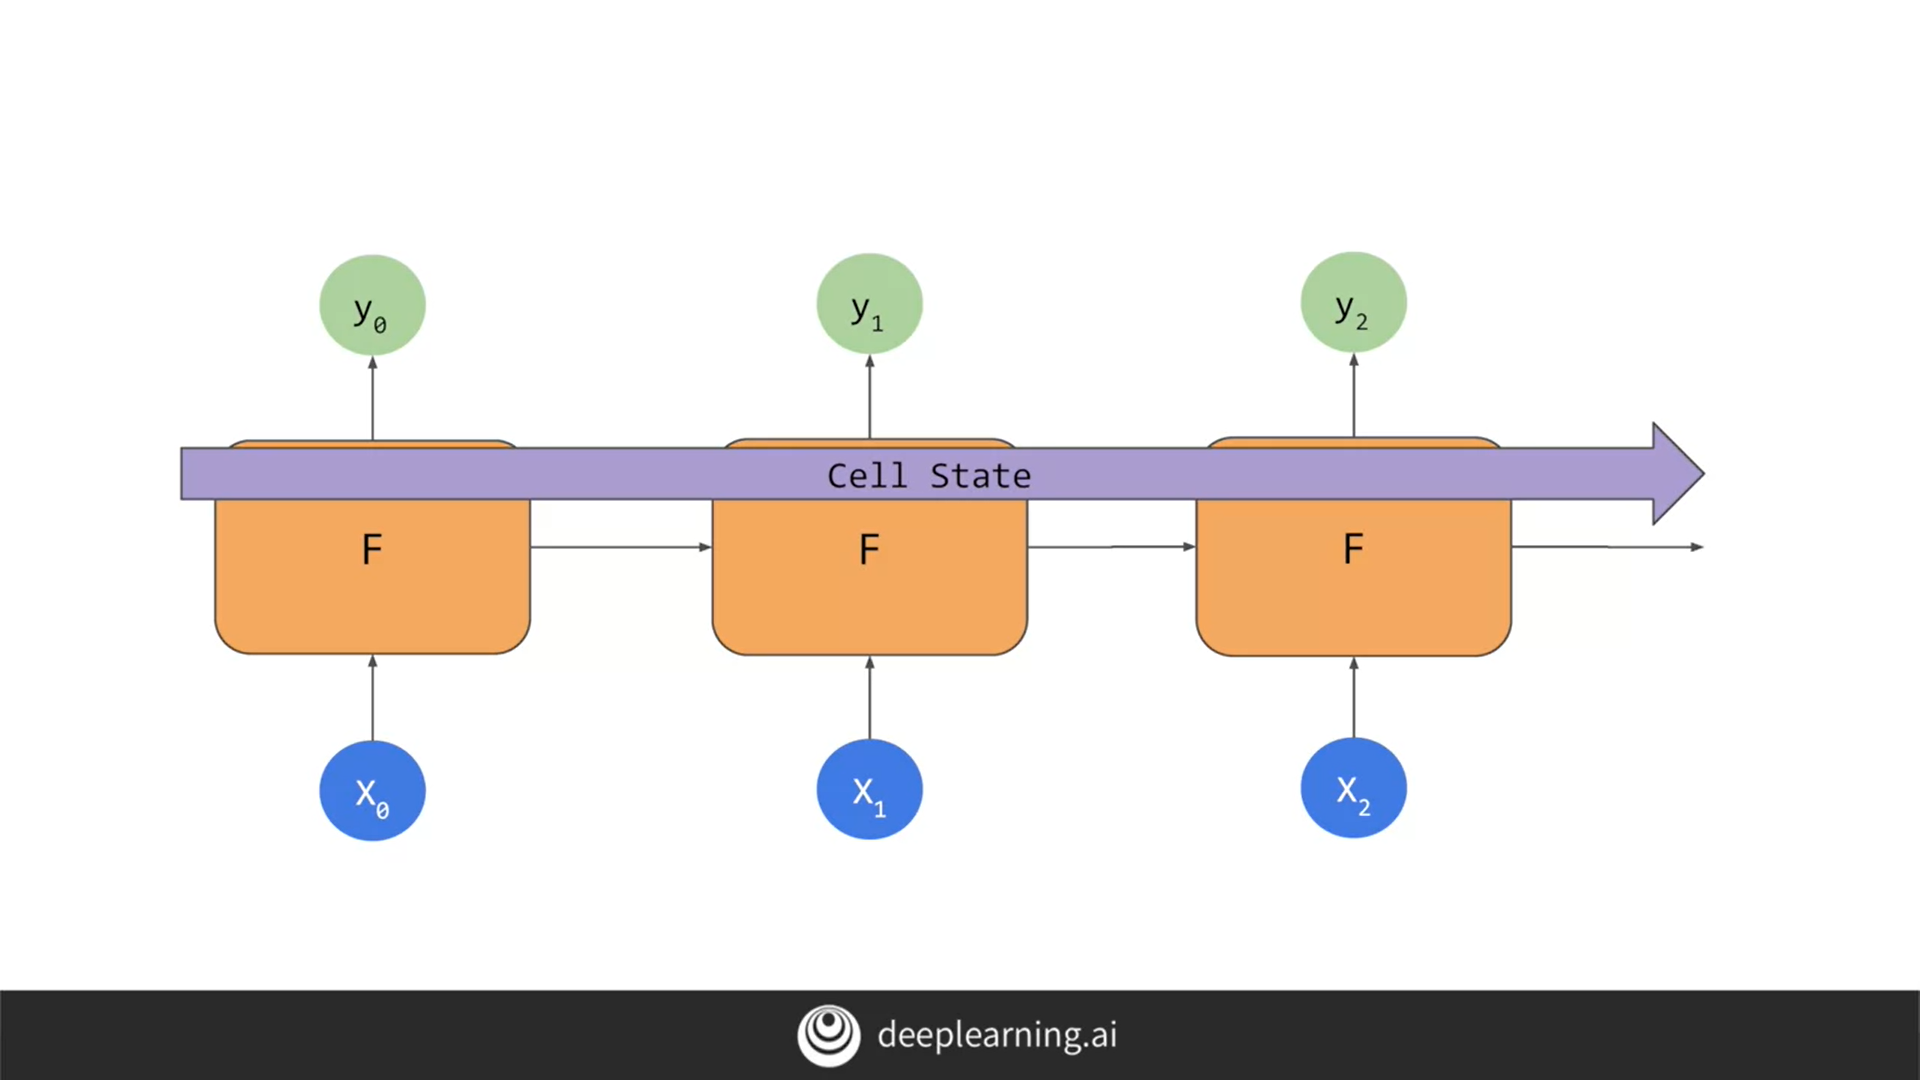 y0
y1
y2
Cell State
F
F
F
X0
X1
X2
deeplearning.ai